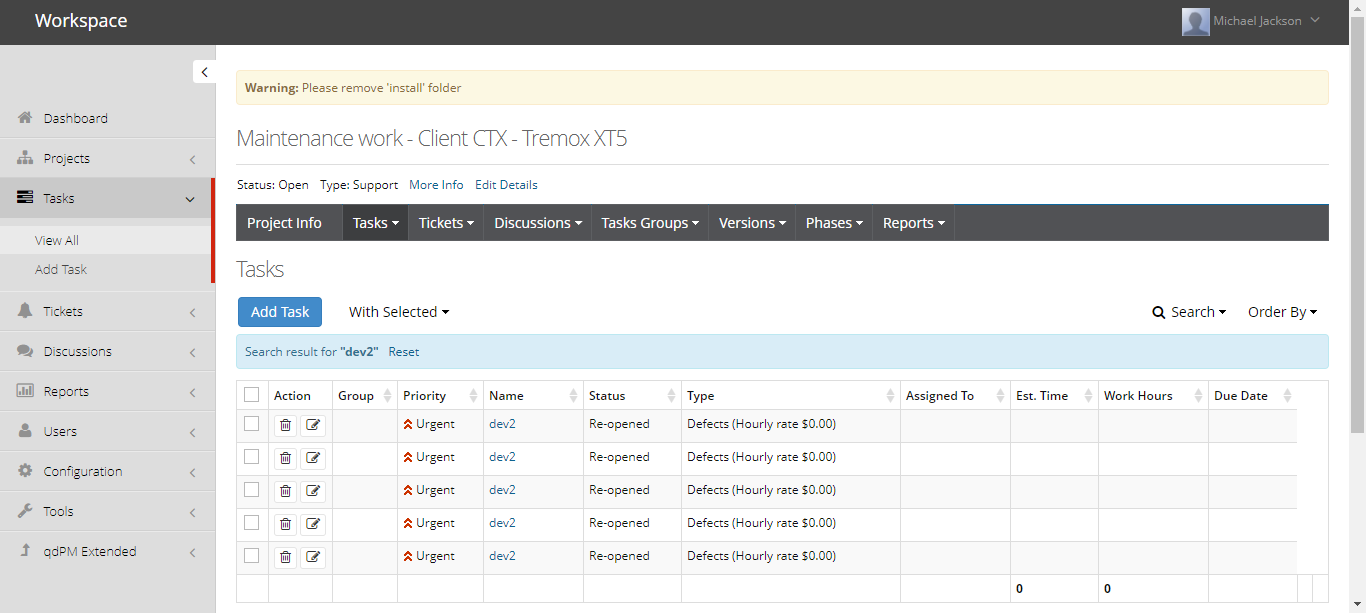 Workspace
Michael Jackson
Warning: Please remove 'install' folder
Dashboard
Projects
Tasks
View All
Add Task
Tickets
Discussions
Reports
Users
Configuration
Tools
qdPM Extended
Maintenance work - Client CTX - Tremox XT5
Status: Open Type: Support More Info Edit Details
Project Info Tasks Tickets Discussions Tasks Groups Versions Phases Reports
Tasks
Add Task With Selected Search Order By
Search result for "dev2" Reset
Action Group Priority Name Status Type Assigned To Est. Time Work Hours Due Date
Urgent dev2 Re-opened Defects (Hourly rate $0.00)
Urgent dev2 Re-opened Defects (Hourly rate $0.00)
Urgent dev2 Re-opened Defects (Hourly rate $0.00)
Urgent dev2 Re-opened Defects (Hourly rate $0.00)
Urgent dev2 Re-opened Defects (Hourly rate $0.00)
0 0